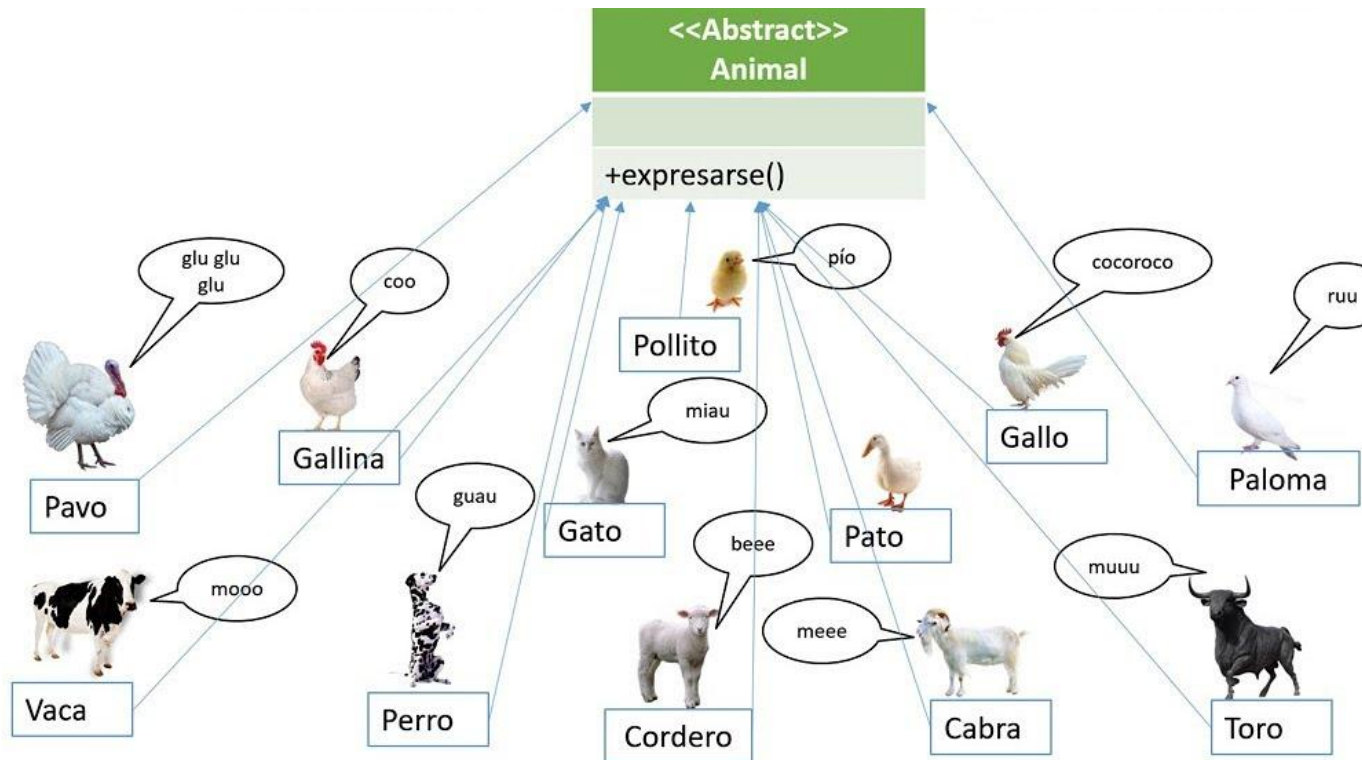 <<Abstract>>
Animal
+expresarse()
glu glu
glu
coo
pío
cocoroco
ruu
Pollito
miau
Gallina
Gallo
Paloma
Pavo
guau
Gato
Pato
beee
mooo
muuu
meee
Vaca
Perro
Cordero
Cabra
Toro